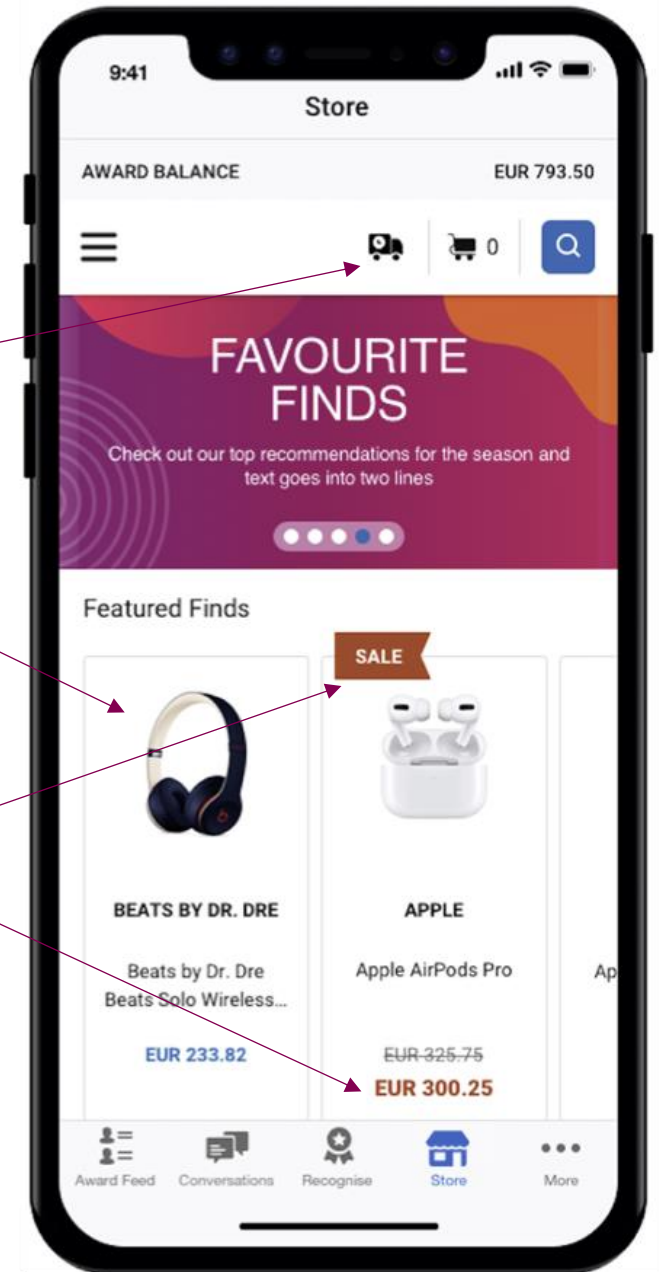 9:41
Store
AWARD BALANCE EUR 793.50
0
FAVOURITE
FINDS
Check out our top recommendations for the season and
text goes into two lines
Featured Finds
SALE
BEATS BY DR. DRE
Beats by Dr. Dre
Beats Solo Wireless...
EUR 233.82
APPLE
Apple AirPods Pro
EUR 325.75
EUR 300.25
Ap
Award Feed Conversations Recognise Store More